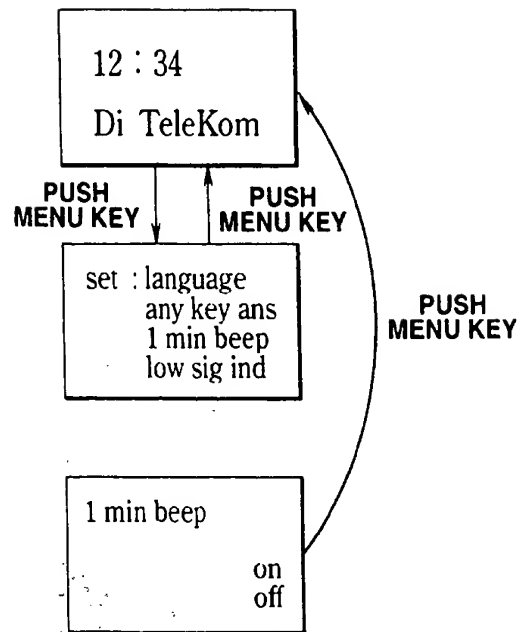 12 : 34
Di TeleKom
PUSH
MENU KEY
PUSH
MENU KEY
set : language
any key ans
1 min beep
low sig ind
PUSH
MENU KEY
1 min beep
on
off